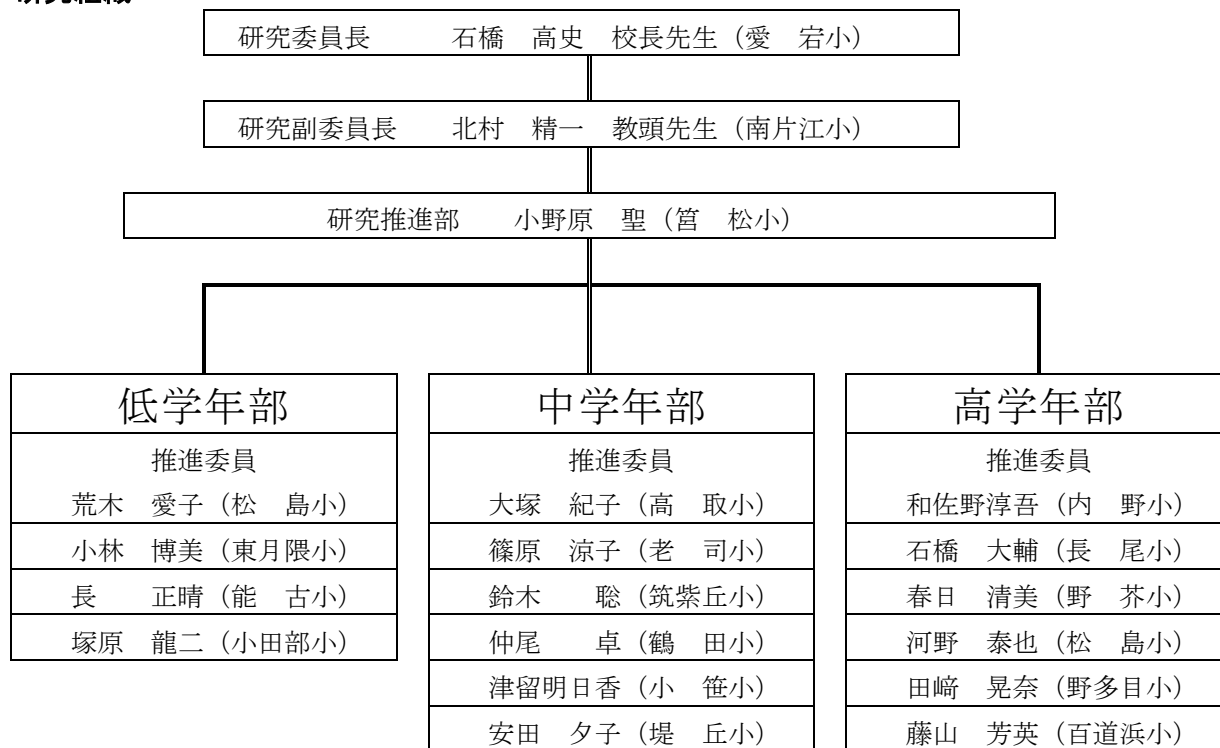 研究委員長　　　石橋　高史　校長先生（愛　宕小）
研究副委員長　　北村　精一　教頭先生（南片江小）
研究推進部　　小野原　聖（筥　松小）
低学年部
推進委員
荒木　愛子（松　島小）
小林　博美（東月隈小）
長　　正晴（能　古小）
塚原　龍二（小田部小）
中学年部
推進委員
大塚　紀子（高　取小）
篠原　涼子（老　司小）
鈴木　　聡（筑紫丘小）
仲尾　　卓（鶴　田小）
津留明日香（小　笹小）
安田　夕子（堤　丘小）
高学年部
推進委員
和佐野淳吾（内　野小）
石橋　大輔（長　尾小）
春日　清美（野　芥小）
河野　泰也（松　島小）
田﨑　晃奈（野多目小）
藤山　芳英（百道浜小）